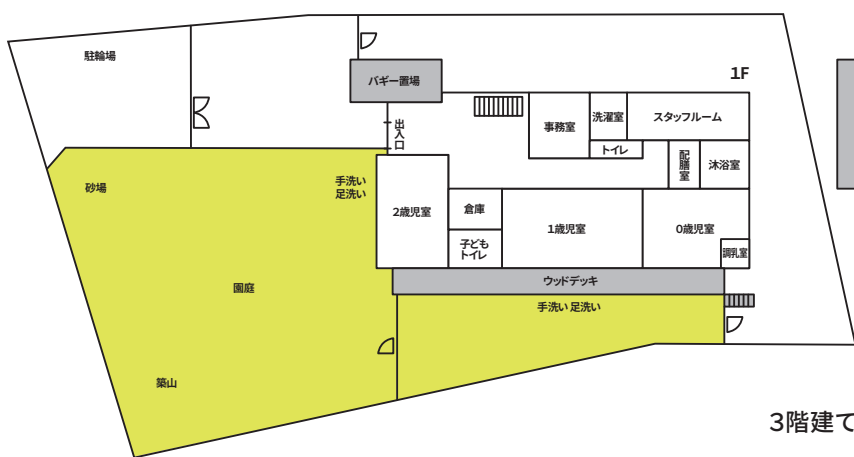 駐輪場
バギー置場
1F
出入口
事務室
洗濯室
スタッフルーム
トイレ
配膳室
沐浴室
砂場
手洗い
足洗い
2歳児室
倉庫
子ども
トイレ
1歳児室
0歳児室
調乳室
園庭
ウッドデッキ
手洗い 足洗い
築山
3階建て